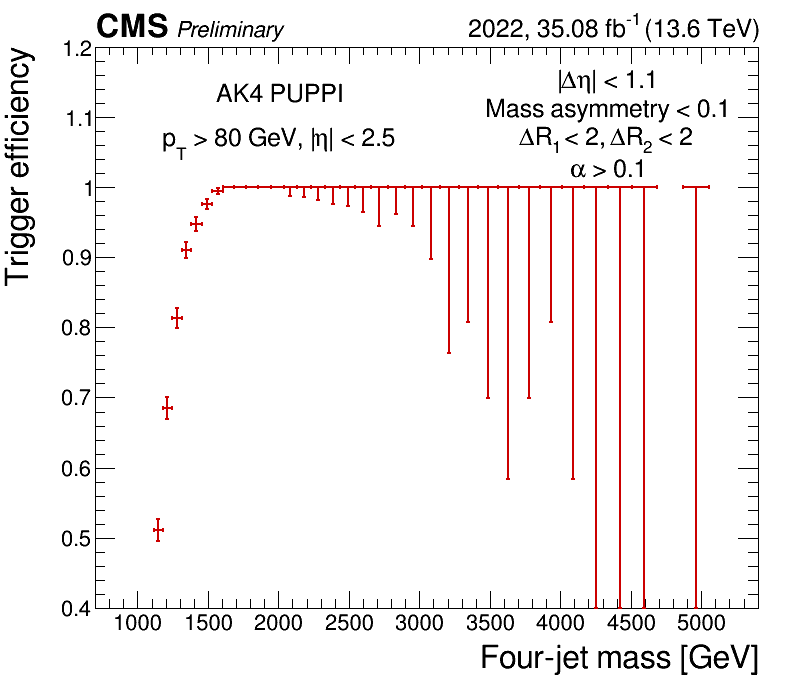 CMS Preliminary 2022, 35.08 fb⁻¹ (13.6 TeV)
Trigger efficiency
1.2
1.1
1
0.9
0.8
0.7
0.6
0.5
0.4
AK4 PUPPI
p_T > 80 GeV, |η| < 2.5
|Δη| < 1.1
Mass asymmetry < 0.1
ΔR₁ < 2, ΔR₂ < 2
α > 0.1
1000 1500 2000 2500 3000 3500 4000 4500 5000
Four-jet mass [GeV]